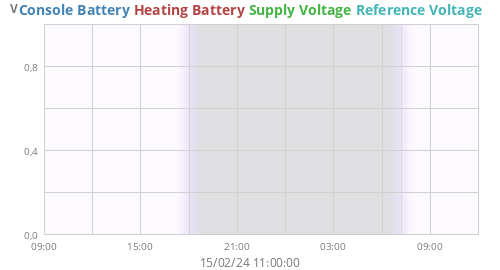 V Console Battery Heating Battery Supply Voltage Reference Voltage
0,8
0,4
0,0
09:00 15:00 21:00 03:00 09:00
15/02/24 11:00:00